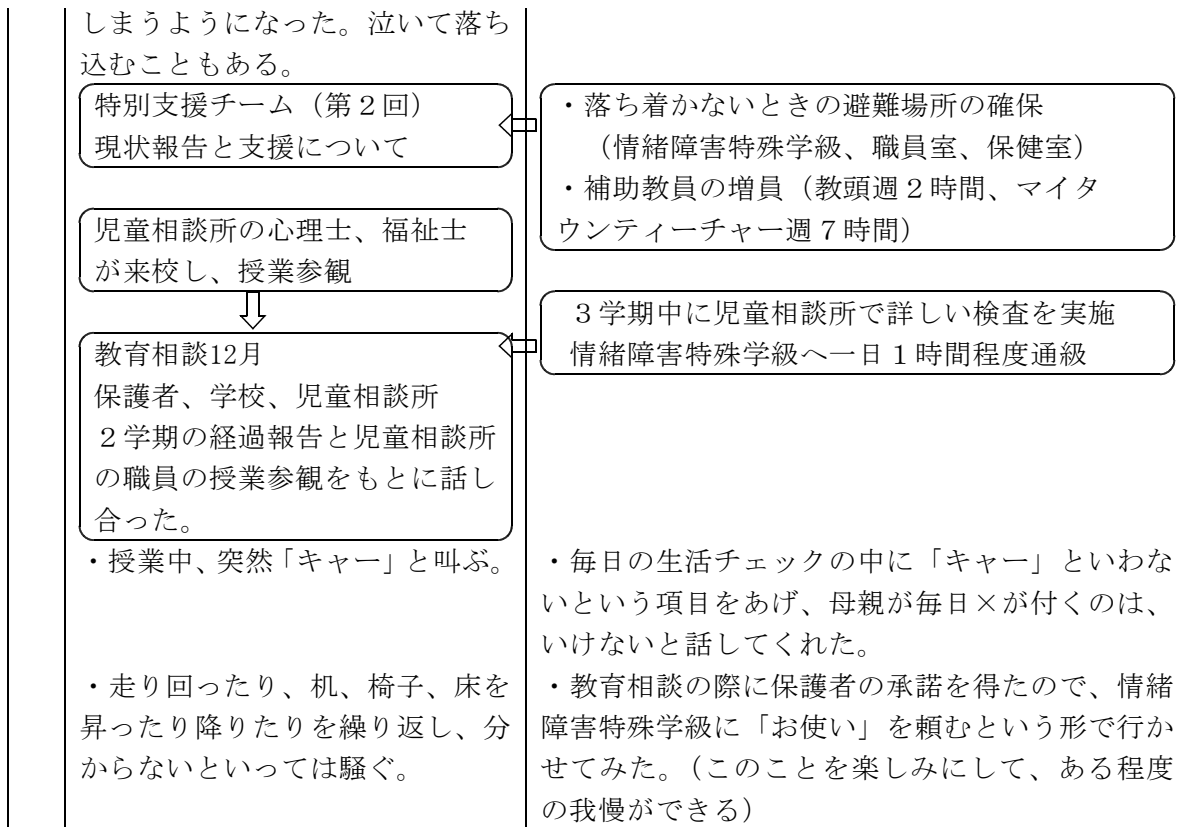 しまうようになった。泣いて落ち
込むこともある。
特別支援チーム（第２回）
現状報告と支援について
・落ち着かないときの避難場所の確保
（情緒障害特殊学級、職員室、保健室）
・補助教員の増員（教頭週２時間、マイタ
ウンティーチャー週７時間）
児童相談所の心理士、福祉士
が来校し、授業参観
３学期中に児童相談所で詳しい検査を実施
情緒障害特殊学級へ一日１時間程度通級
教育相談12月
保護者、学校、児童相談所
２学期の経過報告と児童相談所
の職員の授業参観をもとに話し
合った。
・授業中、突然「キャー」と叫ぶ。
・毎日の生活チェックの中に「キャー」といわな
いという項目をあげ、母親が毎日×が付くのは、
いけないと話してくれた。
・走り回ったり、机、椅子、床を
昇ったり降りたりを繰り返し、分
からないといっては騒ぐ。
・教育相談の際に保護者の承諾を得たので、情緒
障害特殊学級に「お使い」を頼むという形で行か
せてみた。（このことを楽しみにして、ある程度
の我慢ができる）